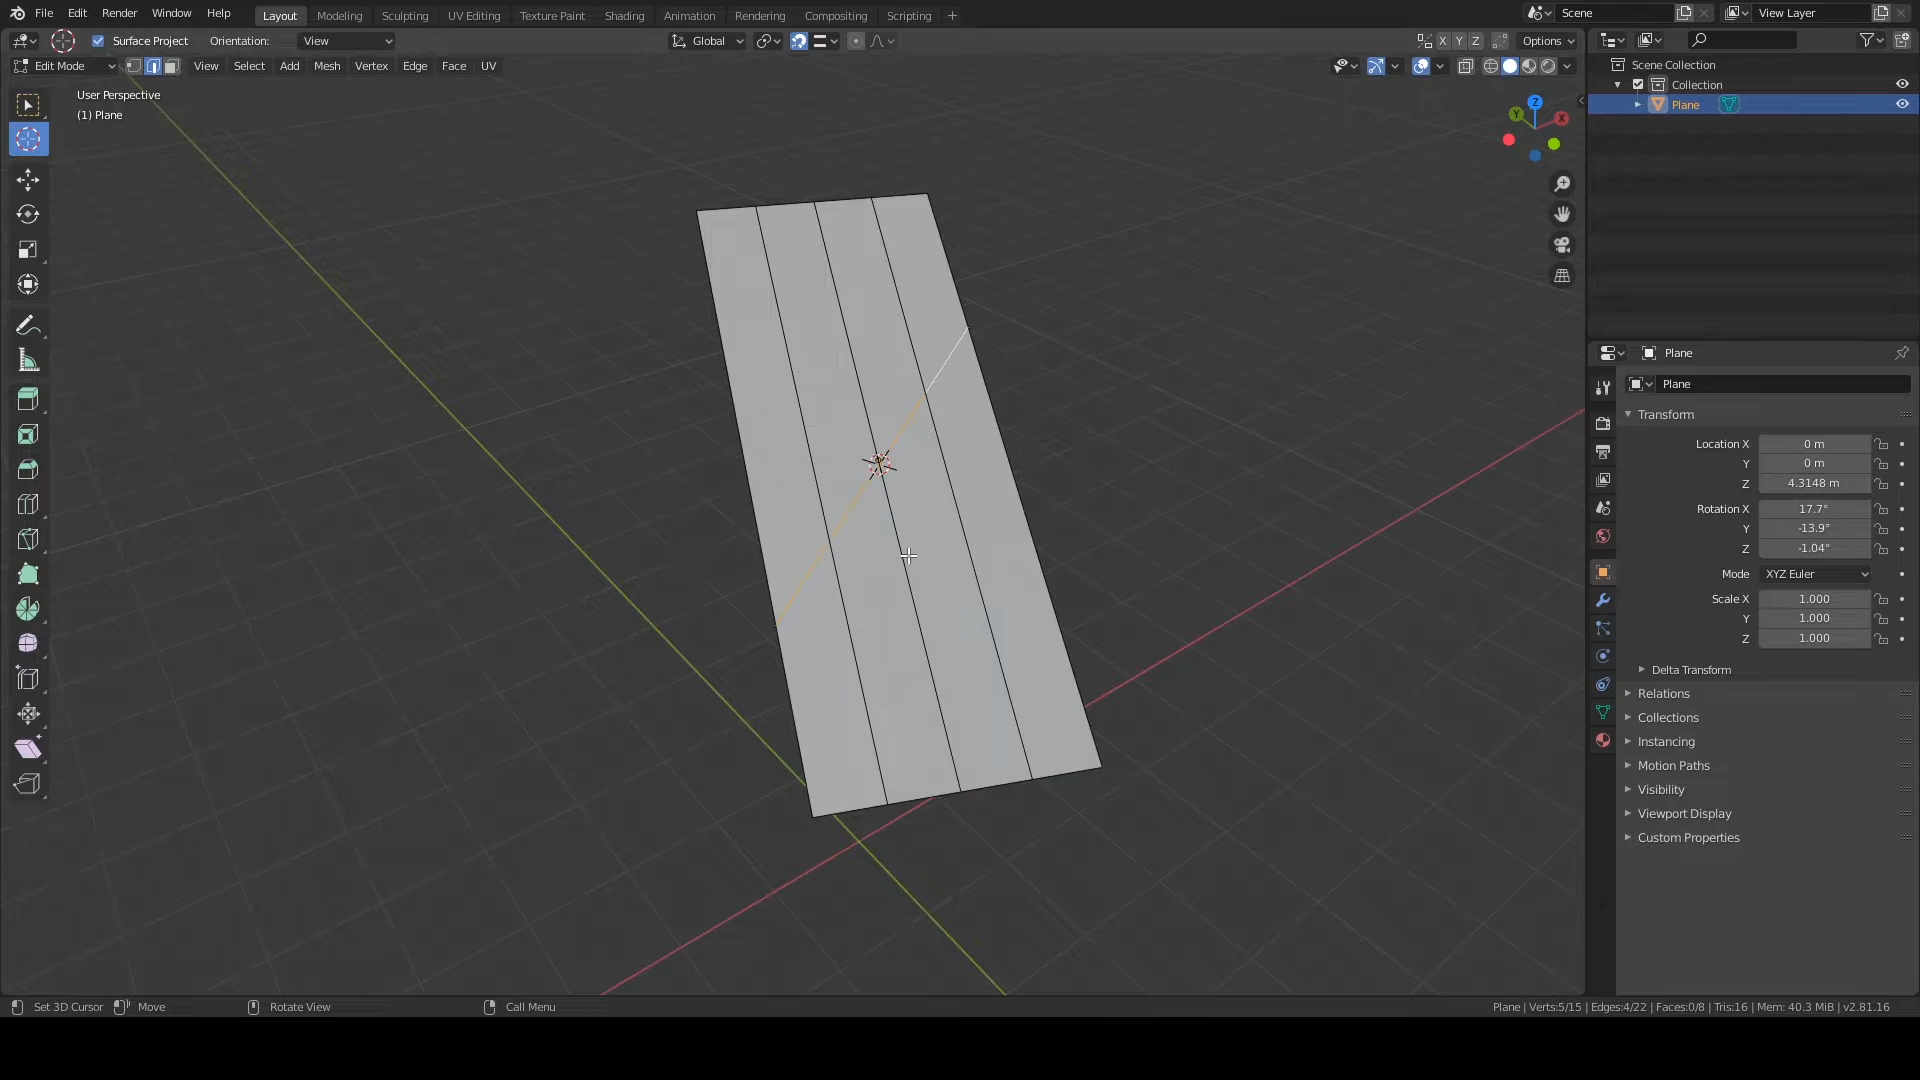 File Edit Render Window Help Layout Modeling Sculpting UV Editing Texture Paint Shading Animation Rendering Compositing Scripting + Scene View Layer
Surface Project Orientation: View Global X Y Z Options
Edit Mode View Select Add Mesh Vertex Edge Face UV
User Perspective
(1) Plane
Z
Y
X
Scene Collection
Collection
Plane
Plane
Plane
Transform
Location X 0 m
Y 0 m
Z 4.3148 m
Rotation X 17.7°
Y -13.9°
Z -1.04°
Mode XYZ Euler
Scale X 1.000
Y 1.000
Z 1.000
Delta Transform
Relations
Collections
Instancing
Motion Paths
Visibility
Viewport Display
Custom Properties
Set 3D Cursor Move Rotate View Call Menu Plane | Verts:5/15 | Edges:4/22 | Faces:0/8 | Tris:16 | Mem: 40.3 MiB | v2.81.16